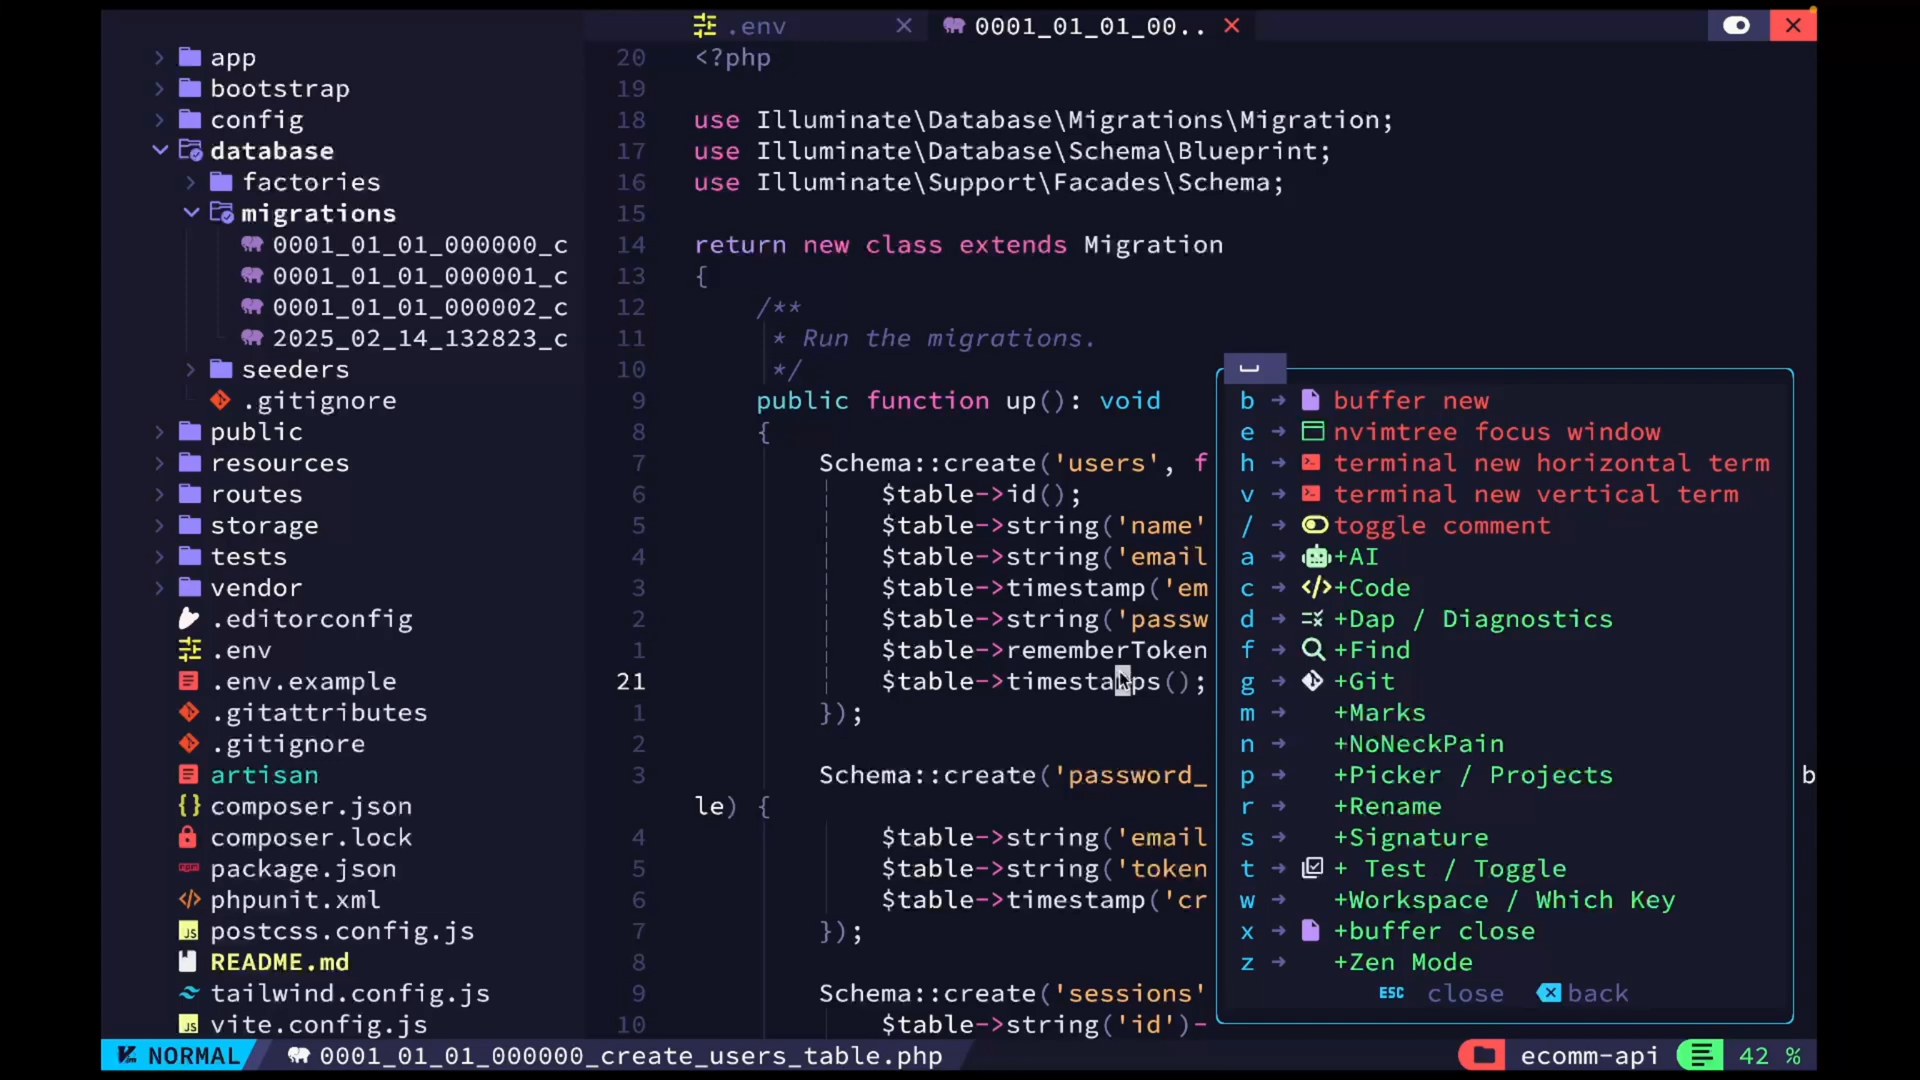 .env
0001_01_01_00..
app
bootstrap
config
database
factories
migrations
0001_01_01_000000_c
0001_01_01_000001_c
0001_01_01_000002_c
2025_02_14_132823_c
seeders
.gitignore
public
resources
routes
storage
tests
vendor
.editorconfig
.env
.env.example
.gitattributes
.gitignore
artisan
composer.json
composer.lock
package.json
phpunit.xml
postcss.config.js
README.md
tailwind.config.js
vite.config.js
20 <?php
19
18 use Illuminate\Database\Migrations\Migration;
17 use Illuminate\Database\Schema\Blueprint;
16 use Illuminate\Support\Facades\Schema;
15
14 return new class extends Migration
13 {
12 /**
11 * Run the migrations.
10 */
9 public function up(): void
8 {
7 Schema::create('users', f
6 $table->id();
5 $table->string('name'
4 $table->string('email
3 $table->timestamp('em
2 $table->string('passw
1 $table->rememberToken
21 $table->timestamps();
1 });
2
3 Schema::create('password_ b
le) {
4 $table->string('email
5 $table->string('token
6 $table->timestamp('cr
7 });
8
9 Schema::create('sessions'
10 $table->string('id')-
b → buffer new
e → nvimtree focus window
h → terminal new horizontal term
v → terminal new vertical term
/ → toggle comment
a → +AI
c → +Code
d → +Dap / Diagnostics
f → +Find
g → +Git
m → +Marks
n → +NoNeckPain
p → +Picker / Projects
r → +Rename
s → +Signature
t → + Test / Toggle
w → +Workspace / Which Key
x → +buffer close
z → +Zen Mode
ESC close back
NORMAL 0001_01_01_000000_create_users_table.php ecomm-api 42 %